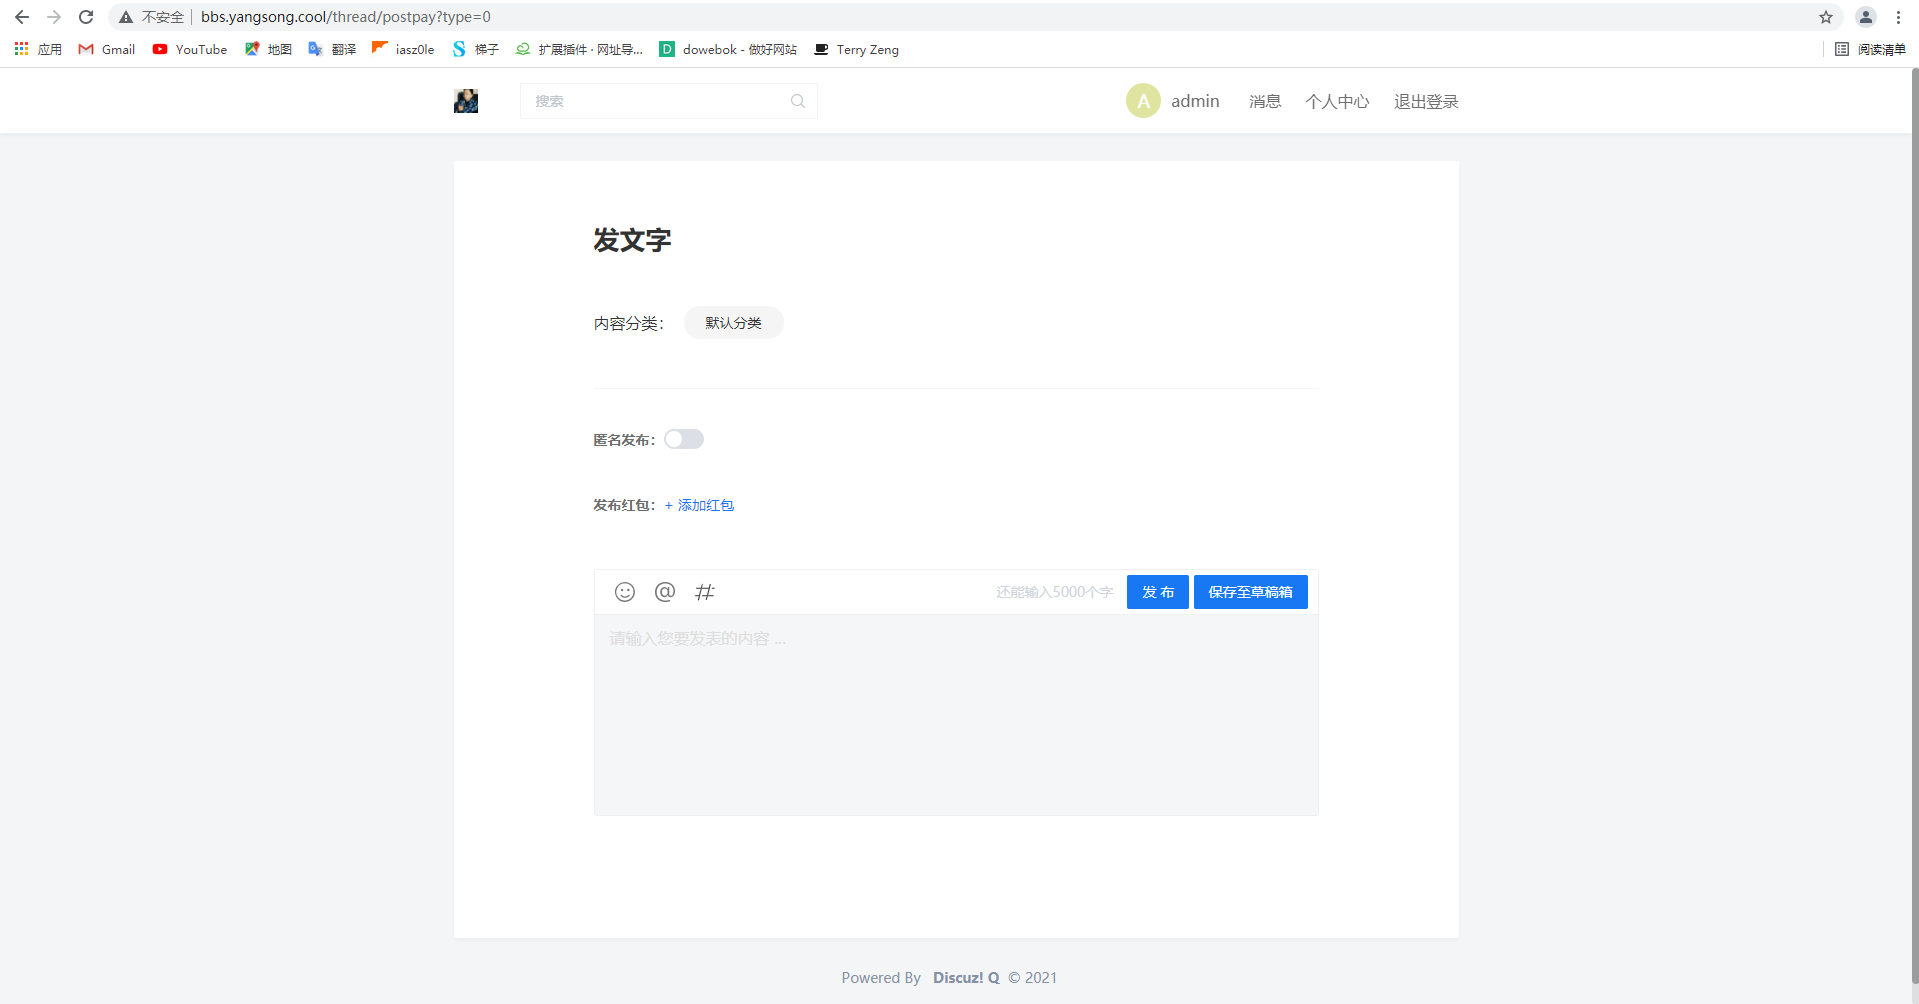 不安全 bbs.yangsong.cool/thread/postpay?type=0
应用 Gmail YouTube 地图 翻译 iasz0le 梯子 扩展插件 · 网址导... D dowebok - 做好网站 Terry Zeng 阅读清单
搜索 A admin 消息 个人中心 退出登录
发文字
内容分类： 默认分类
匿名发布：
发布红包： + 添加红包
@ # 还能输入5000个字 发 布 保存至草稿箱
请输入您要发表的内容 ...
Powered By Discuz! Q © 2021